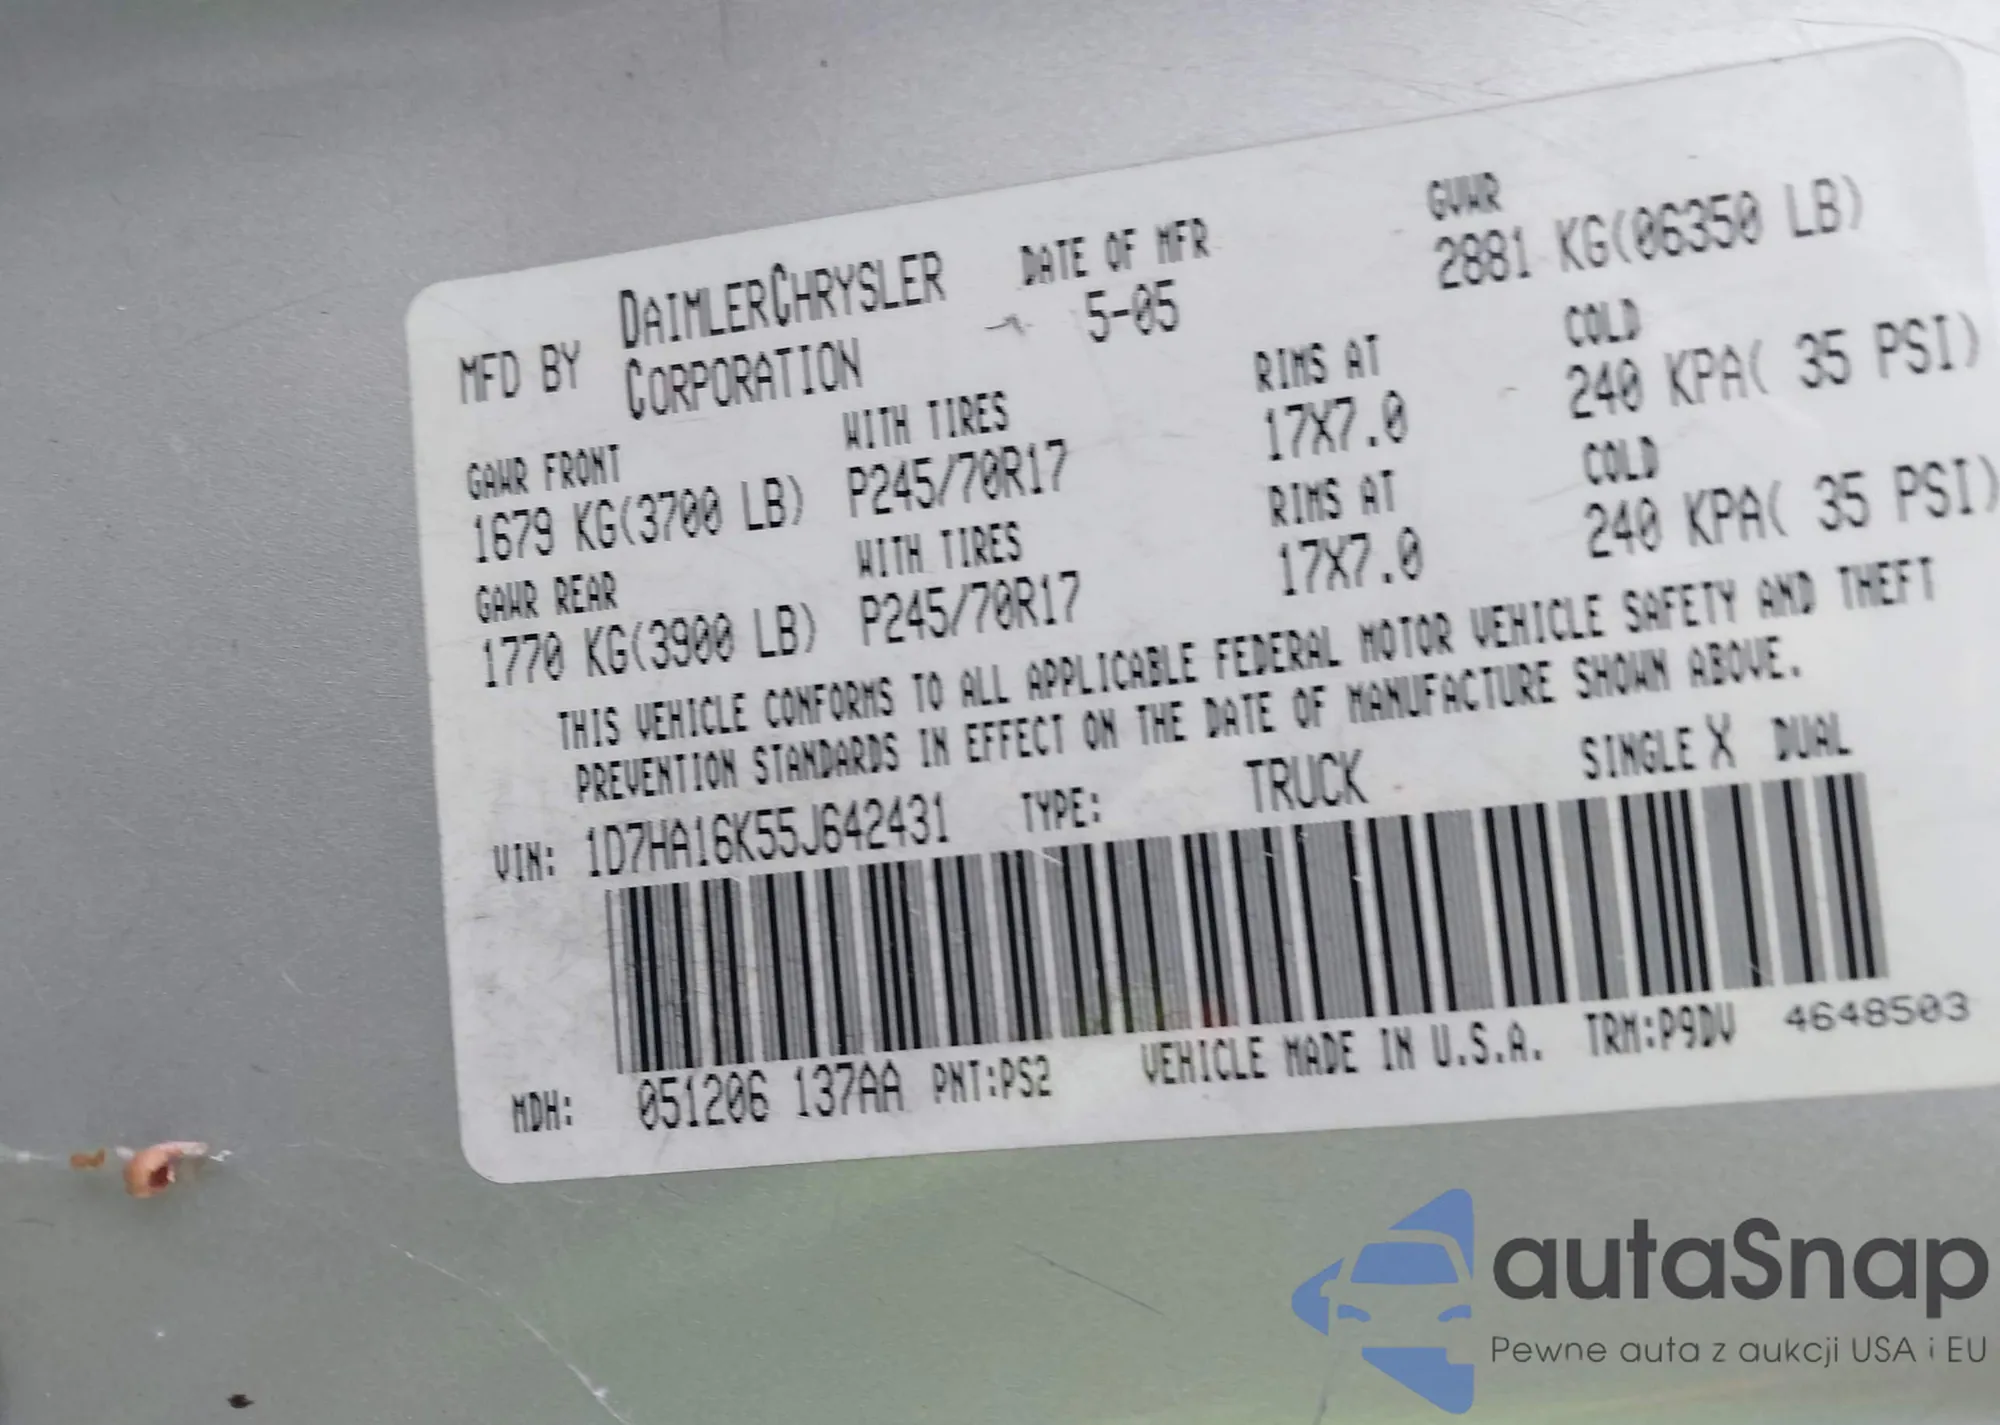 MFD BY DAIMLERCHRYSLER CORPORATION
DATE OF MFR
5-05
GVWR
2881 KG(06350 LB)
GAWR FRONT WITH TIRES RIMS AT COLD
1679 KG(3700 LB) P245/70R17 17X7.0 240 KPA( 35 PSI)
GAWR REAR WITH TIRES RIMS AT COLD
1770 KG(3900 LB) P245/70R17 17X7.0 240 KPA( 35 PSI)
THIS VEHICLE CONFORMS TO ALL APPLICABLE FEDERAL MOTOR VEHICLE SAFETY AND THEFT
PREVENTION STANDARDS IN EFFECT ON THE DATE OF MANUFACTURE SHOWN ABOVE.
VIN: 1D7HA16K55J642431 TYPE: TRUCK SINGLE X DUAL
MDH: 051206 137AA PNT:PS2 VEHICLE MADE IN U.S.A. TRM:P9DV 4648503
autaSnap
Pewne auta z aukcji USA i EU